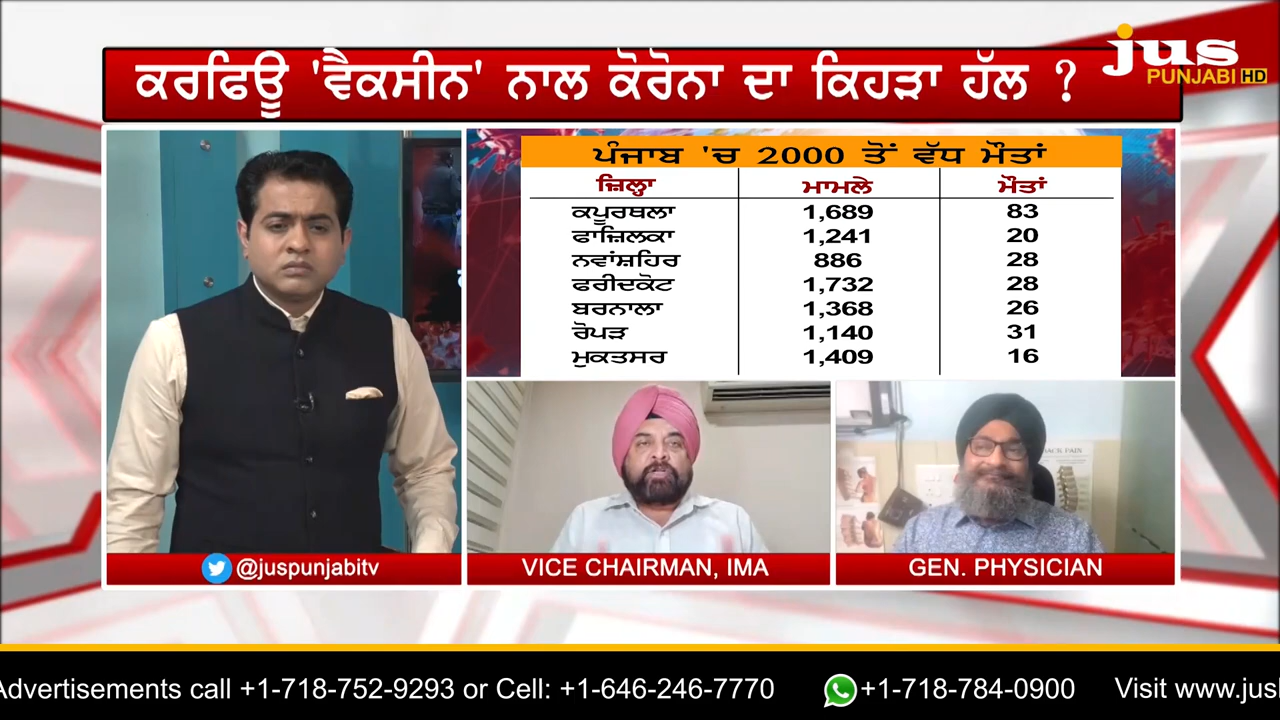 ਕਰਫਿਊ 'ਵੈਕਸੀਨ' ਨਾਲ ਕੋਰੋਨਾ ਦਾ ਕਿਹੜਾ ਹੱਲ ?
jus
PUNJABI HD
ਪੰਜਾਬ 'ਚ 2000 ਤੋਂ ਵੱਧ ਮੌਤਾਂ
ਜ਼ਿਲ੍ਹਾ ਮਾਮਲੇ ਮੌਤਾਂ
ਕਪੂਰਥਲਾ 1,689 83
ਫਾਜ਼ਿਲਕਾ 1,241 20
ਨਵਾਂਸ਼ਹਿਰ 886 28
ਫਰੀਦਕੋਟ 1,732 28
ਬਰਨਾਲਾ 1,368 26
ਰੋਪੜ 1,140 31
ਮੁਕਤਸਰ 1,409 16
BACK PAIN
@juspunjabitv
VICE CHAIRMAN, IMA
GEN. PHYSICIAN
Advertisements call +1-718-752-9293 or Cell: +1-646-246-7770 +1-718-784-0900 Visit www.jus